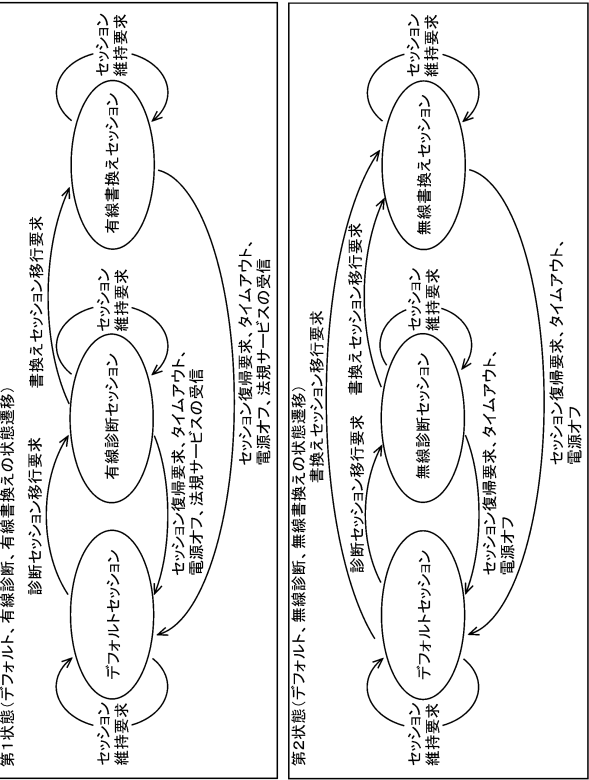 第1状態(デフォルト、有線診断、有線書換えの状態遷移)
診断セッション移行要求
書換えセッション移行要求
セッション
維持要求
デフォルトセッション
有線診断セッション
セッション
維持要求
有線書換えセッション
セッション
維持要求
セッション復帰要求、タイムアウト、
電源オフ、法規サービスの受信
セッション復帰要求、タイムアウト、
電源オフ、法規サービスの受信
第2状態(デフォルト、無線診断、無線書換えの状態遷移)
書換えセッション移行要求
診断セッション移行要求
書換えセッション移行要求
セッション
維持要求
デフォルトセッション
無線診断セッション
セッション
維持要求
無線書換えセッション
セッション
維持要求
セッション復帰要求、タイムアウト、
電源オフ
セッション復帰要求、タイムアウト、
電源オフ